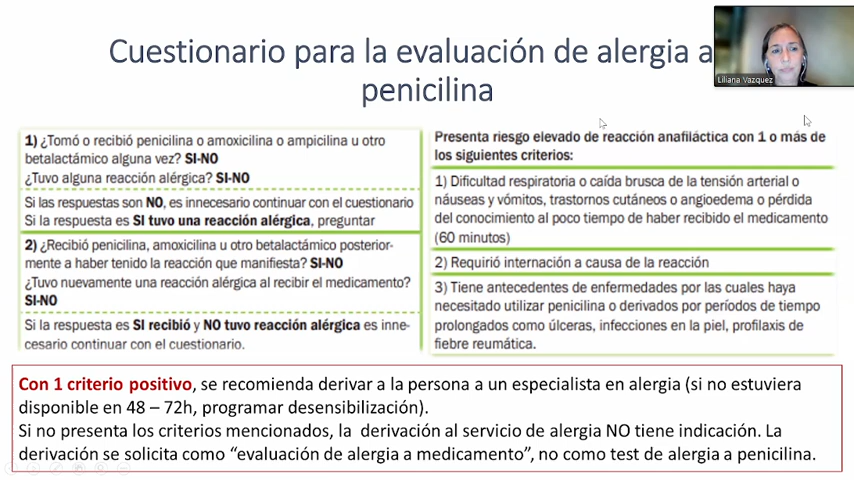 Cuestionario para la evaluación de alergia a
penicilina
Liliana Vazquez
1) ¿Tomó o recibió penicilina o amoxicilina o ampicilina u otro
betalactámico alguna vez? SI-NO
¿Tuvo alguna reacción alérgica? SI-NO
Si las respuestas son NO, es innecesario continuar con el cuestionario
Si la respuesta es SI tuvo una reacción alérgica, preguntar
2) ¿Recibió penicilina, amoxicilina u otro betalactámico posterior-
mente a haber tenido la reacción que manifiesta? SI-NO
¿Tuvo nuevamente una reacción alérgica al recibir el medicamento?
SI-NO
Si la respuesta es SI recibió y NO tuvo reacción alérgica es inne-
cesario continuar con el cuestionario.
Presenta riesgo elevado de reacción anafiláctica con 1 o más de
los siguientes criterios:
1) Dificultad respiratoria o caída brusca de la tensión arterial o
náuseas y vómitos, trastornos cutáneos o angioedema o pérdida
del conocimiento al poco tiempo de haber recibido el medicamento
(60 minutos)
2) Requirió internación a causa de la reacción
3) Tiene antecedentes de enfermedades por las cuales haya
necesitado utilizar penicilina o derivados por períodos de tiempo
prolongados como úlceras, infecciones en la piel, profilaxis de
fiebre reumática.
Con 1 criterio positivo, se recomienda derivar a la persona a un especialista en alergia (si no estuviera
disponible en 48 – 72h, programar desensibilización).
Si no presenta los criterios mencionados, la derivación al servicio de alergia NO tiene indicación. La
derivación se solicita como “evaluación de alergia a medicamento”, no como test de alergia a penicilina.